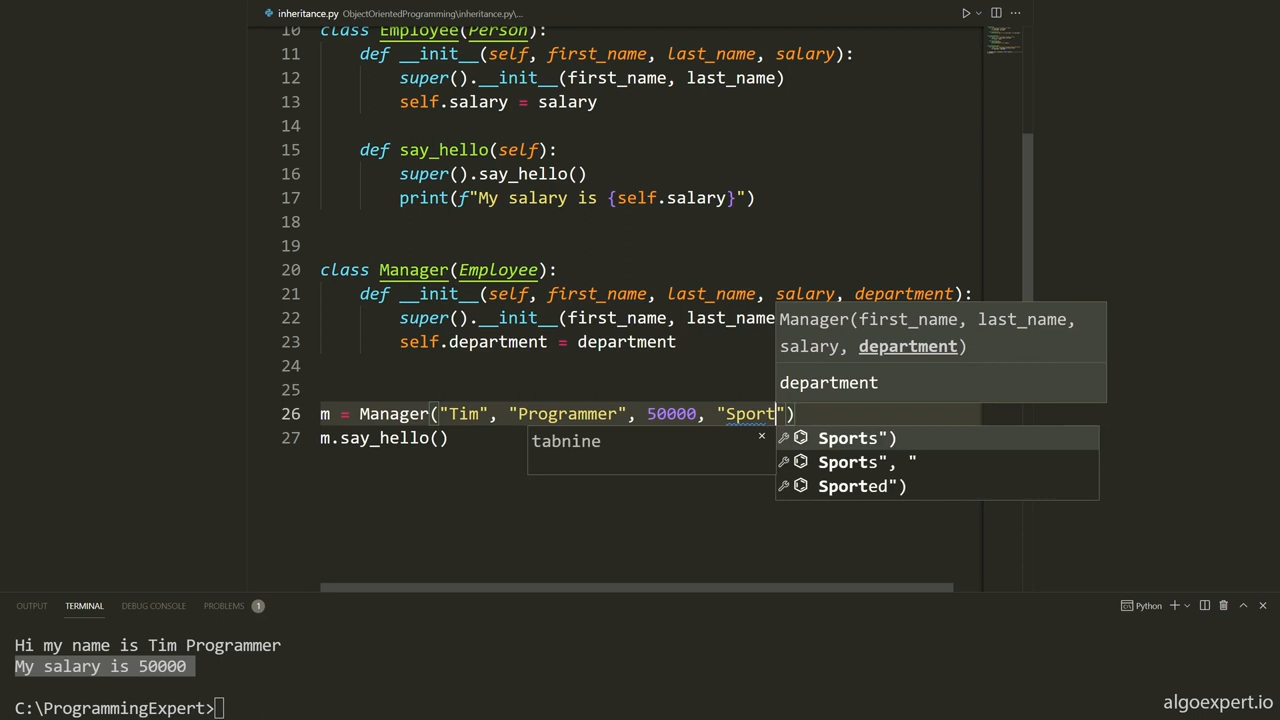 inheritance.py ObjectOrientedProgramming\inheritance.py\...
10 class Employee(Person):
11 def __init__(self, first_name, last_name, salary):
12 super().__init__(first_name, last_name)
13 self.salary = salary
14
15 def say_hello(self):
16 super().say_hello()
17 print(f"My salary is {self.salary}")
18
19
20 class Manager(Employee):
21 def __init__(self, first_name, last_name, salary, department):
22 super().__init__(first_name, last_name
Manager(first_name, last_name,
salary, department)
23 self.department = department
department
24
25
26 m = Manager("Tim", "Programmer", 50000, "Sport")
27 m.say_hello()
tabnine
Sports")
Sports", "
Sported")
OUTPUT TERMINAL DEBUG CONSOLE PROBLEMS 1 Python
Hi my name is Tim Programmer
My salary is 50000
C:\ProgrammingExpert>
algoexpert.io